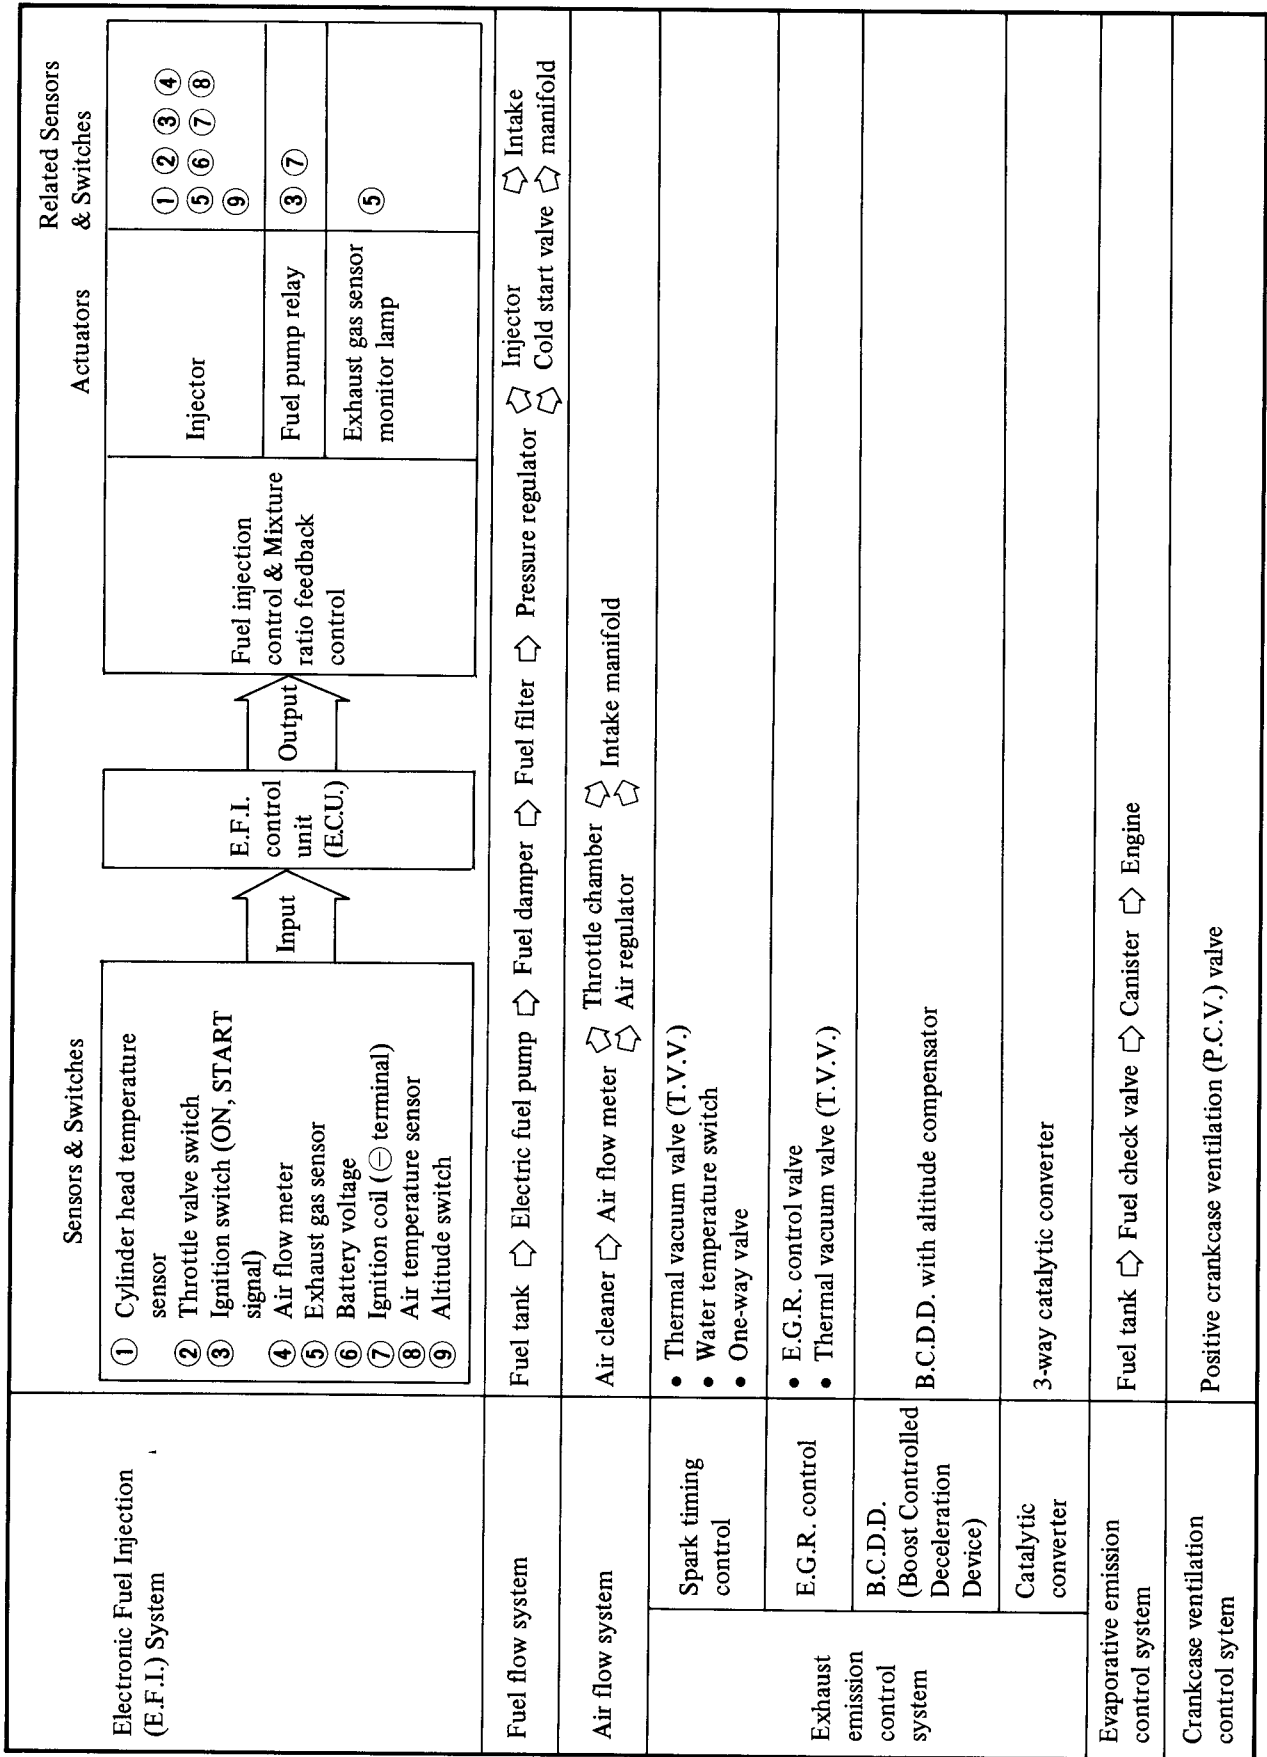 Sensors & Switches
Actuators
Related Sensors
& Switches
Electronic Fuel Injection
(E.F.I.) System
① Cylinder head temperature
sensor
② Throttle valve switch
③ Ignition switch (ON, START
signal)
④ Air flow meter
⑤ Exhaust gas sensor
⑥ Battery voltage
⑦ Ignition coil (⊖ terminal)
⑧ Air temperature sensor
⑨ Altitude switch
Input
E.F.I.
control
unit
(E.C.U.)
Output
Fuel injection
control & Mixture
ratio feedback
control
Injector
① ② ③ ④
⑤ ⑥ ⑦ ⑧
⑨
Fuel pump relay
③ ⑦
Exhaust gas sensor
monitor lamp
⑤
Fuel flow system
Fuel tank ⇨ Electric fuel pump ⇨ Fuel damper ⇨ Fuel filter ⇨ Pressure regulator ⇨ Injector ⇨ Intake
⇨ Cold start valve ⇨ manifold
Air flow system
Air cleaner ⇨ Air flow meter ⇨ Throttle chamber ⇨ Intake manifold
⇨ Air regulator ⇨
Exhaust
emission
control
system
Spark timing
control
• Thermal vacuum valve (T.V.V.)
• Water temperature switch
• One-way valve
E.G.R. control
• E.G.R. control valve
• Thermal vacuum valve (T.V.V.)
B.C.D.D.
(Boost Controlled
Deceleration
Device)
B.C.D.D. with altitude compensator
Catalytic
converter
3-way catalytic converter
Evaporative emission
control system
Fuel tank ⇨ Fuel check valve ⇨ Canister ⇨ Engine
Crankcase ventilation
control sytem
Positive crankcase ventilation (P.C.V.) valve